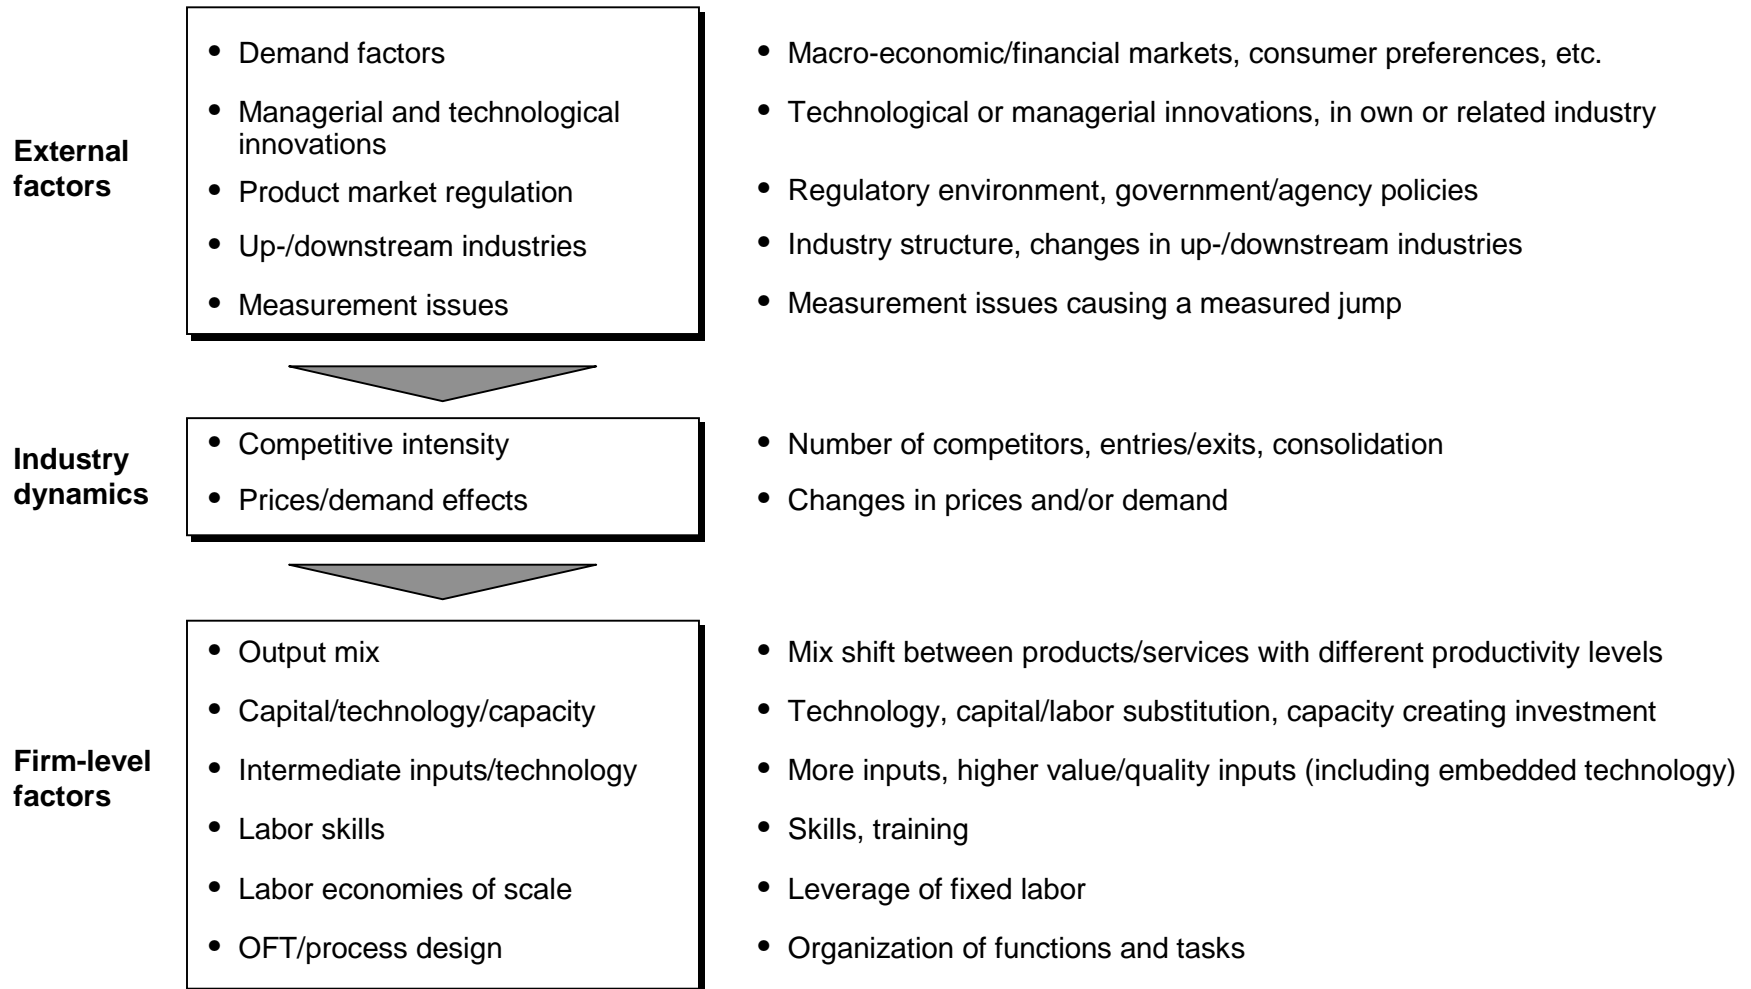 External
factors
• Demand factors
• Macro-economic/financial markets, consumer preferences, etc.
• Managerial and technological
innovations
• Technological or managerial innovations, in own or related industry
• Product market regulation
• Regulatory environment, government/agency policies
• Up-/downstream industries
• Industry structure, changes in up-/downstream industries
• Measurement issues
• Measurement issues causing a measured jump
Industry
dynamics
• Competitive intensity
• Number of competitors, entries/exits, consolidation
• Prices/demand effects
• Changes in prices and/or demand
Firm-level
factors
• Output mix
• Mix shift between products/services with different productivity levels
• Capital/technology/capacity
• Technology, capital/labor substitution, capacity creating investment
• Intermediate inputs/technology
• More inputs, higher value/quality inputs (including embedded technology)
• Labor skills
• Skills, training
• Labor economies of scale
• Leverage of fixed labor
• OFT/process design
• Organization of functions and tasks